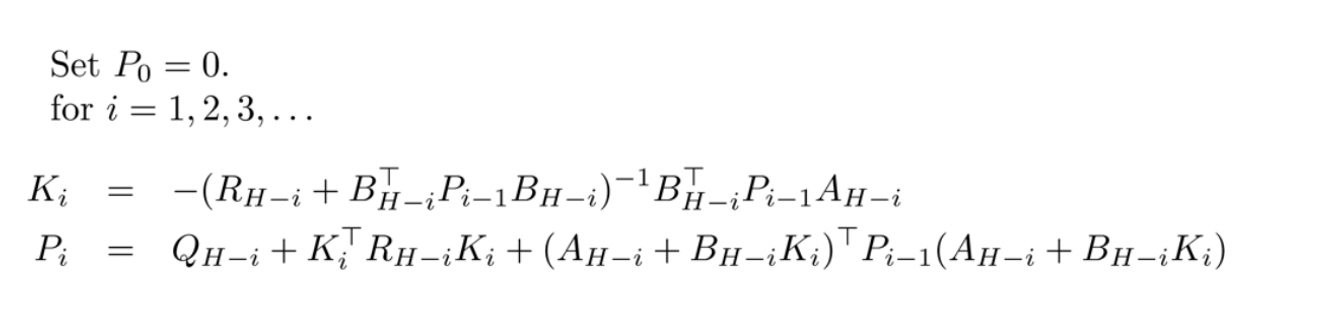 Set P₀ = 0.
for i = 1, 2, 3, . . .
K_i = −(R_{H−i} + B_{H−i}^⊤ P_{i−1} B_{H−i})^{−1} B_{H−i}^⊤ P_{i−1} A_{H−i}
P_i = Q_{H−i} + K_i^⊤ R_{H−i} K_i + (A_{H−i} + B_{H−i} K_i)^⊤ P_{i−1} (A_{H−i} + B_{H−i} K_i)